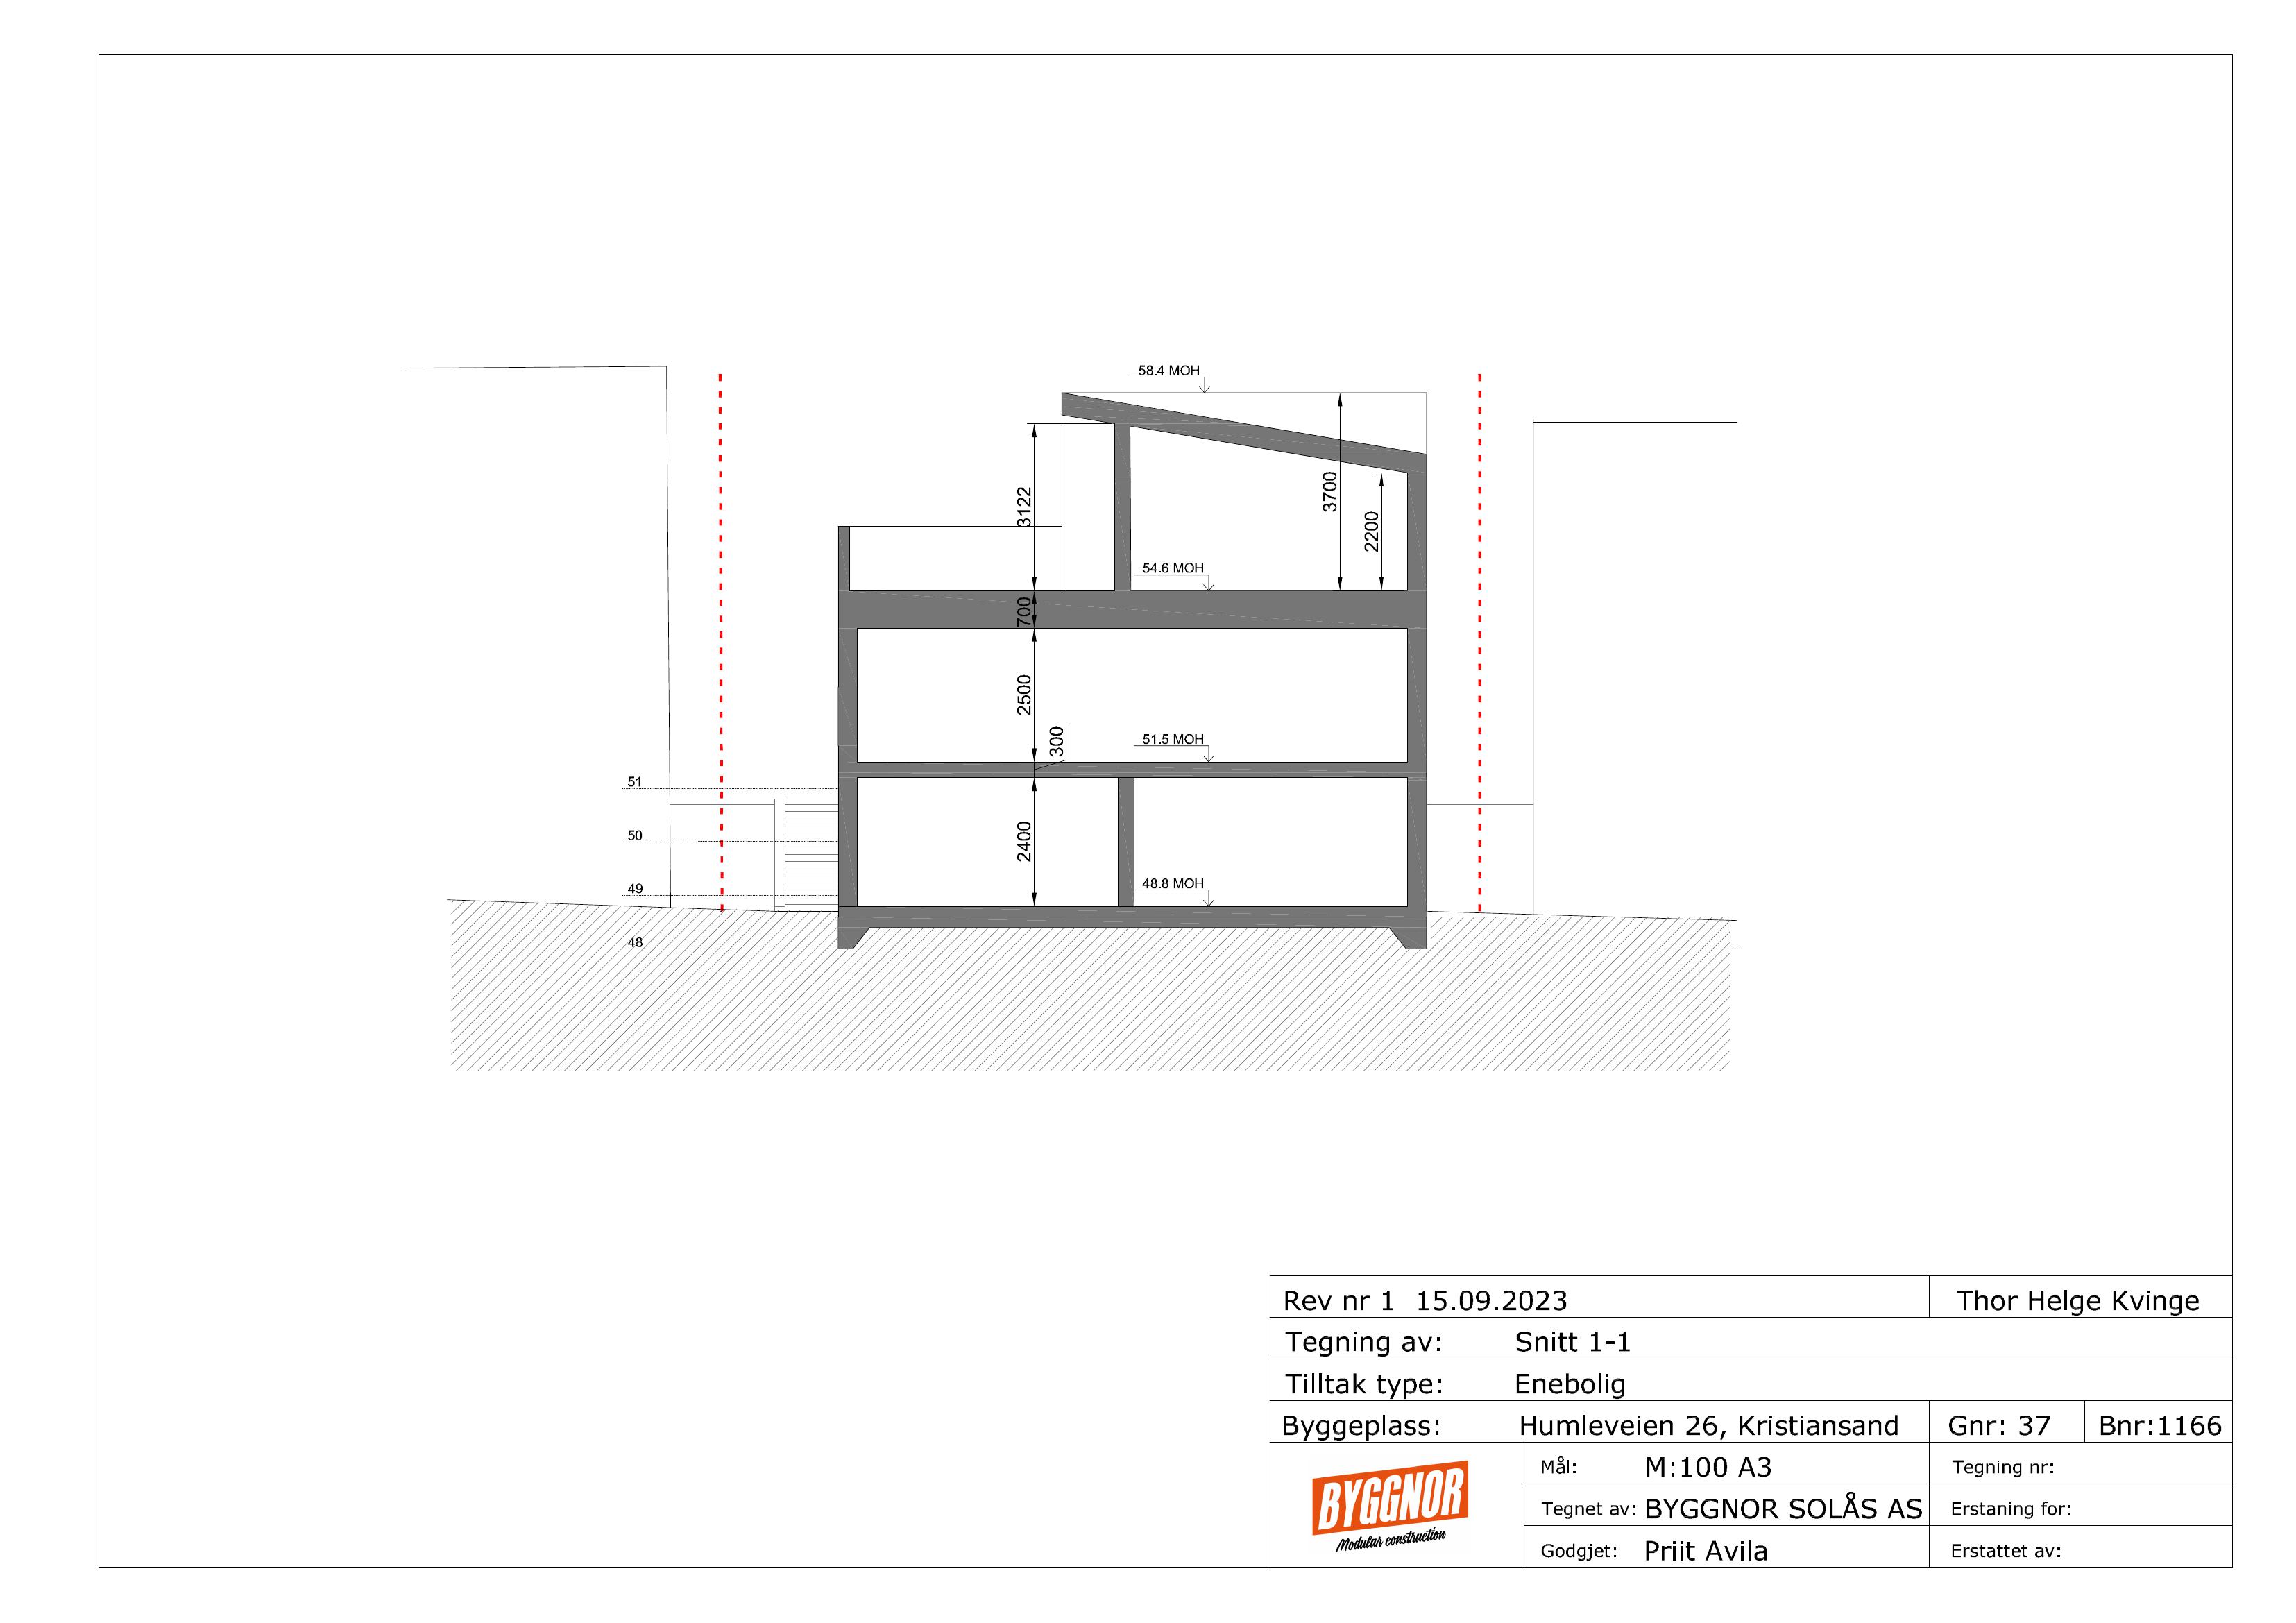 58.4 MOH
3122
3700
2200
54.6 MOH
700
2500
300
51.5 MOH
51
50
2400
49
48.8 MOH
48
Rev nr 1 15.09.2023
Thor Helge Kvinge
Tegning av: Snitt 1-1
Tilltak type: Enebolig
Byggeplass: Humleveien 26, Kristiansand
Gnr: 37
Bnr:1166
BYGGNOR
Modular construction
Mål: M:100 A3
Tegning nr:
Tegnet av: BYGGNOR SOLÅS AS
Erstaning for:
Godgjet: Priit Avila
Erstattet av: